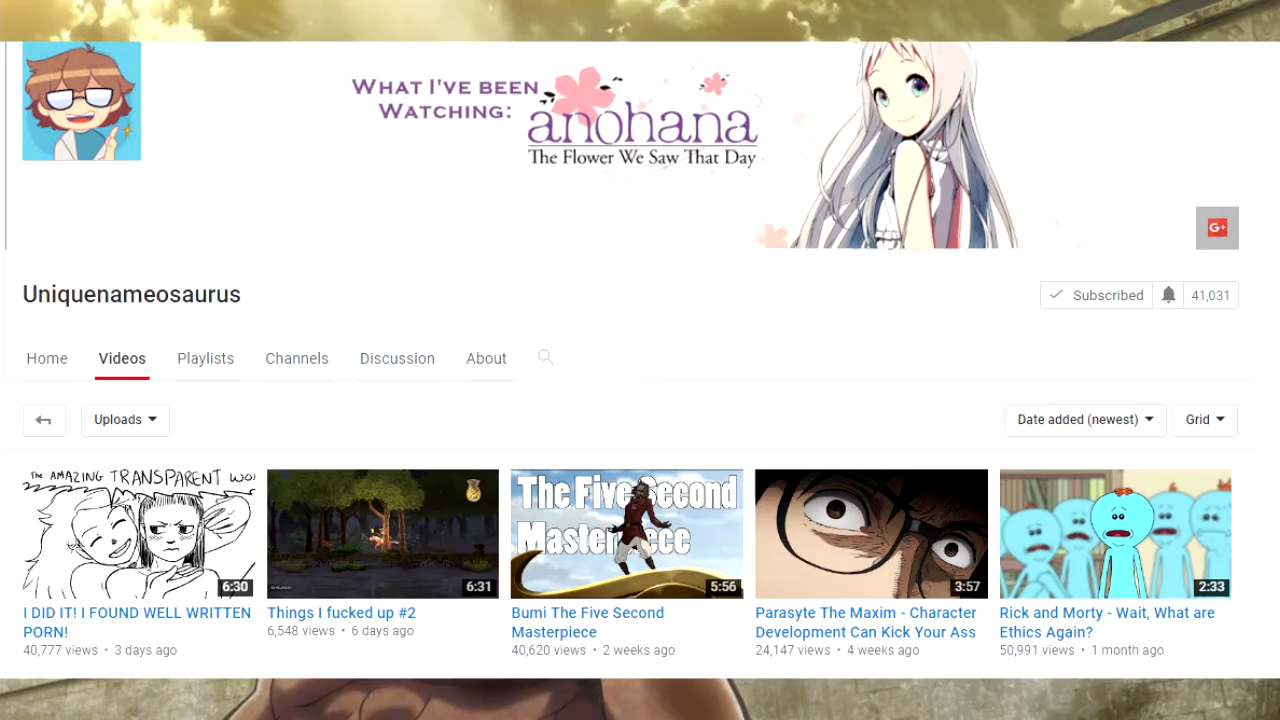 WHAT I'VE BEEN
WATCHING:
anohana
The Flower We Saw That Day
G+
Uniquenameosaurus
Subscribed
41,031
Home
Videos
Playlists
Channels
Discussion
About
Uploads
Date added (newest)
Grid
THE AMAZING TRANSPARENT WO
6:30
6:31
The Five Second
Masterpiece
5:56
3:57
2:33
I DID IT! I FOUND WELL WRITTEN
PORN!
40,777 views • 3 days ago
Things I fucked up #2
6,548 views • 6 days ago
Bumi The Five Second
Masterpiece
40,620 views • 2 weeks ago
Parasyte The Maxim - Character
Development Can Kick Your Ass
24,147 views • 4 weeks ago
Rick and Morty - Wait, What are
Ethics Again?
50,991 views • 1 month ago